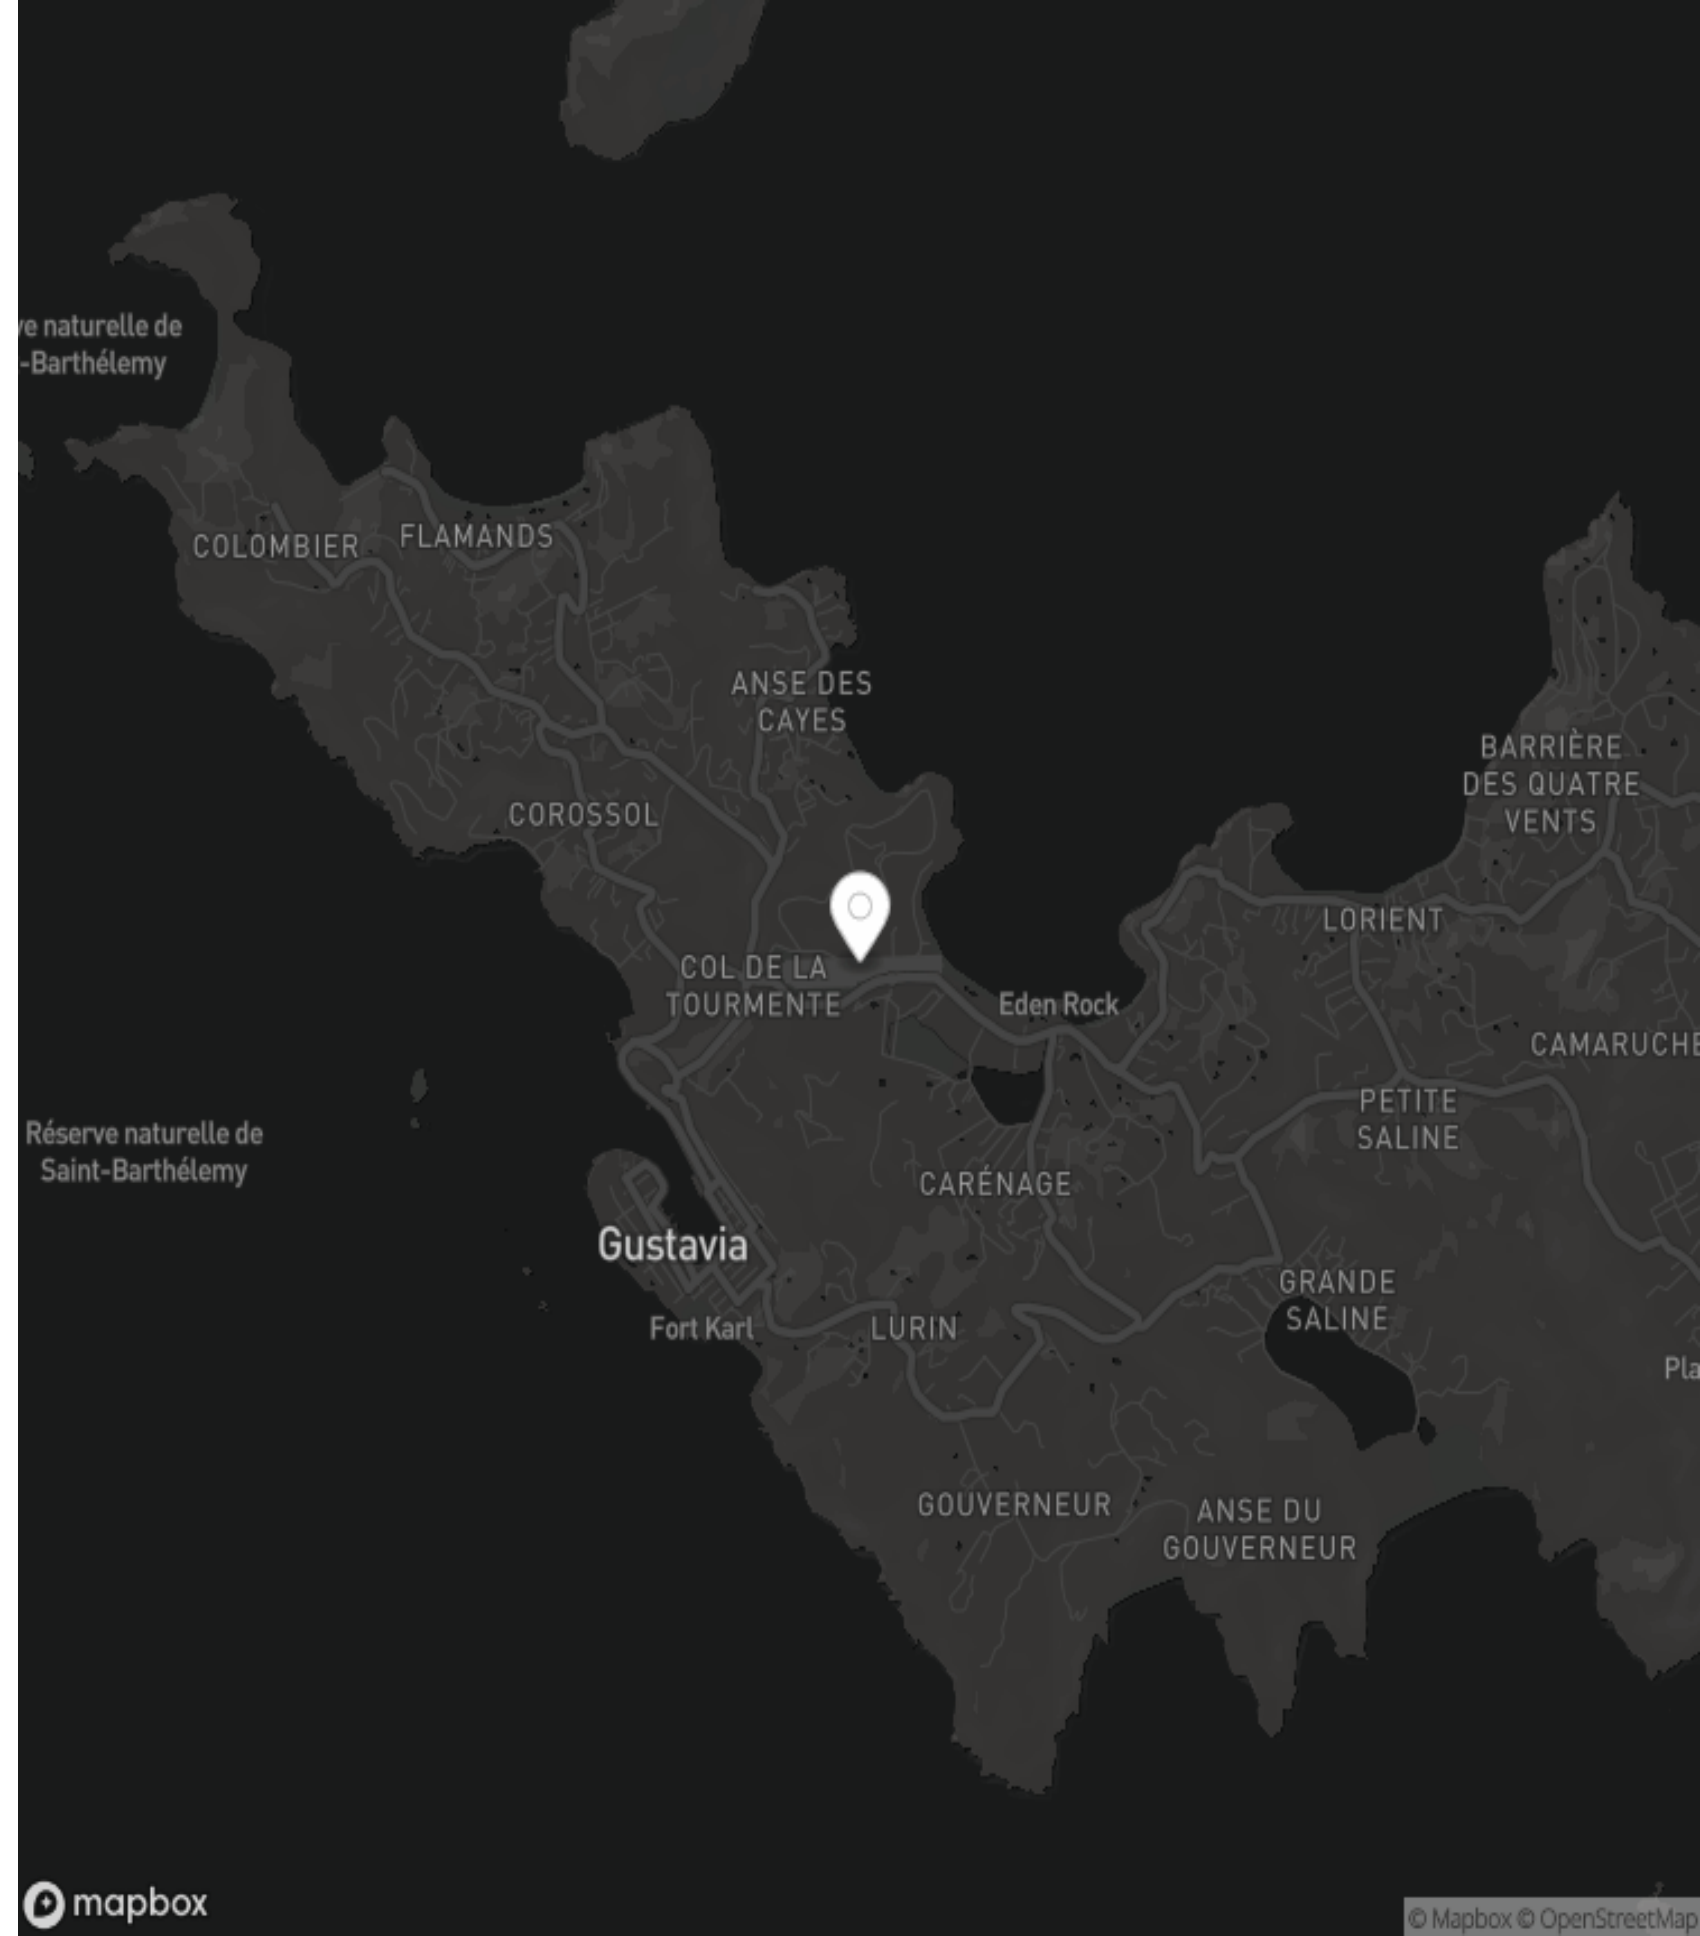 ve naturelle de
-Barthélemy
COLOMBIER
FLAMANDS
ANSE DES
CAYES
BARRIÈRE
DES QUATRE
VENTS
COROSSOL
LORIENT
COL DE LA
TOURMENTE
Eden Rock
CAMARUCHE
PETITE
SALINE
Réserve naturelle de
Saint-Barthélemy
CARÉNAGE
Gustavia
GRANDE
SALINE
Fort Karl
LURIN
Pla
GOUVERNEUR
ANSE DU
GOUVERNEUR
mapbox
© Mapbox © OpenStreetMap